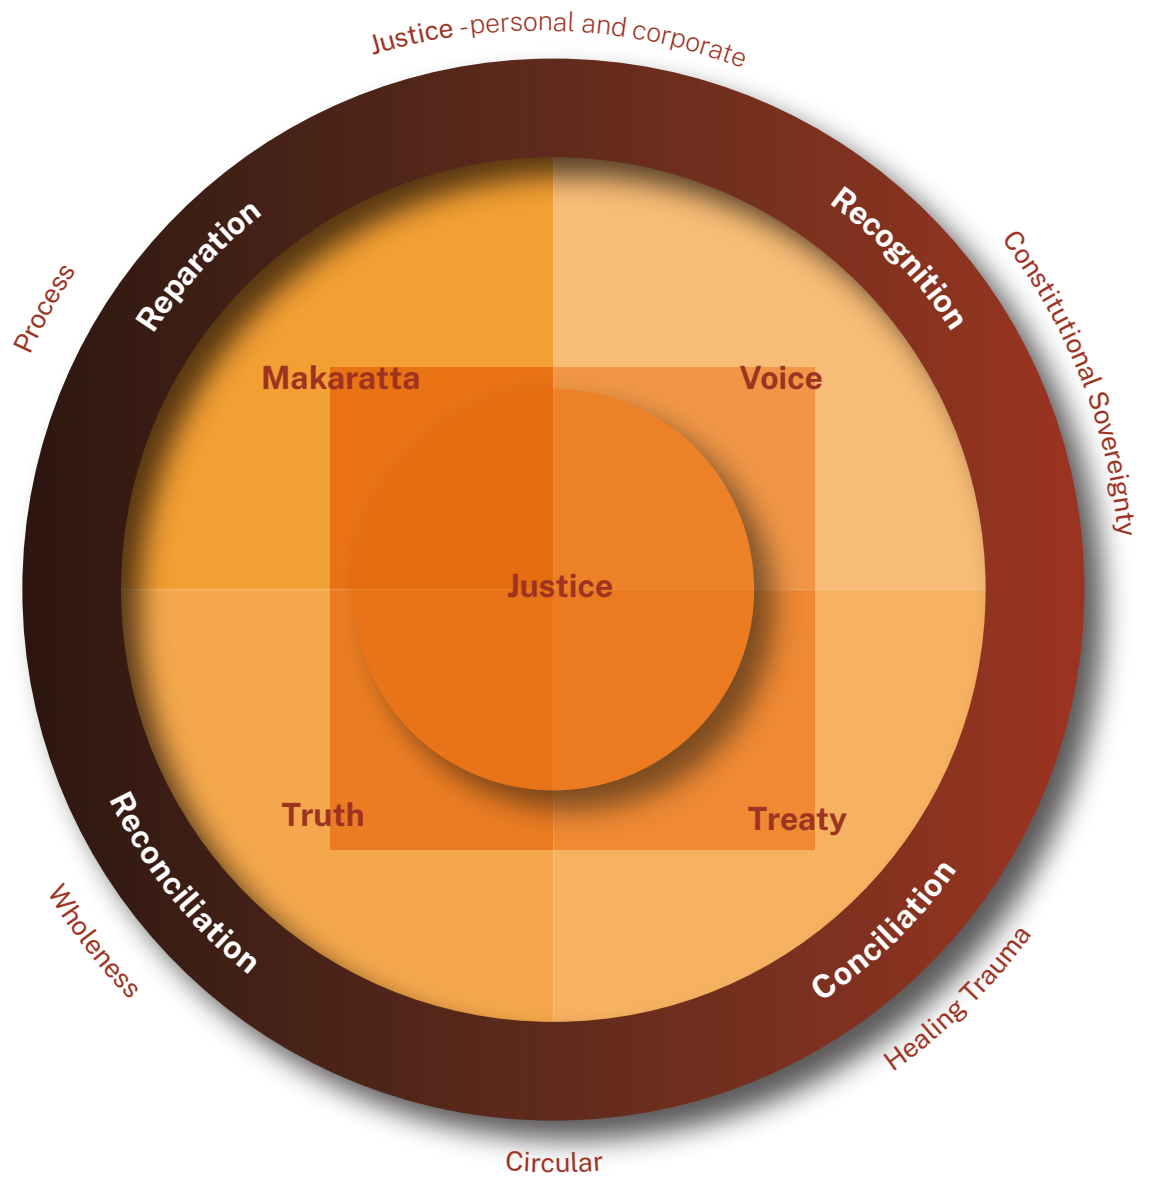 Justice -personal and corporate
Reparation
Recognition
Process
Constitutional Sovereignty
Makaratta
Voice
Justice
Truth
Treaty
Reconciliation
Conciliation
Wholeness
Healing Trauma
Circular